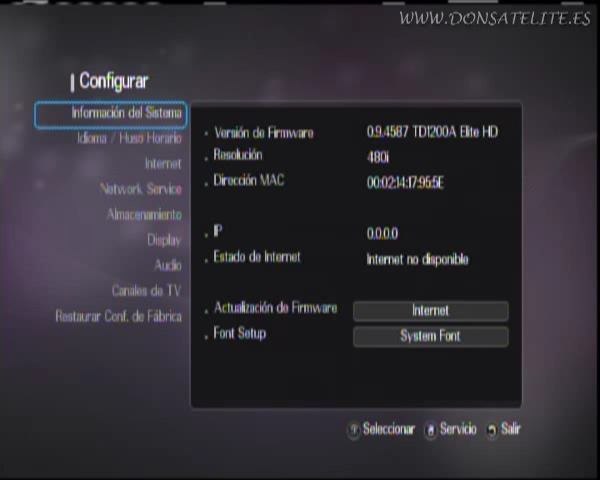 WWW.DONSATELITE.ES
Configurar
Información del Sistema
Idioma / Huso Horario
Internet
Network Service
Almacenamiento
Display
Audio
Canales de TV
Restaurar Conf. de Fábrica
Versión de Firmware 0.9.4587 TD1200A Elite HD
Resolución 480i
Dirección MAC 00:02:14:17:95:5E
IP 0.0.0.0
Estado de Internet Internet no disponible
Actualización de Firmware Internet
Font Setup System Font
Seleccionar Servicio Salir